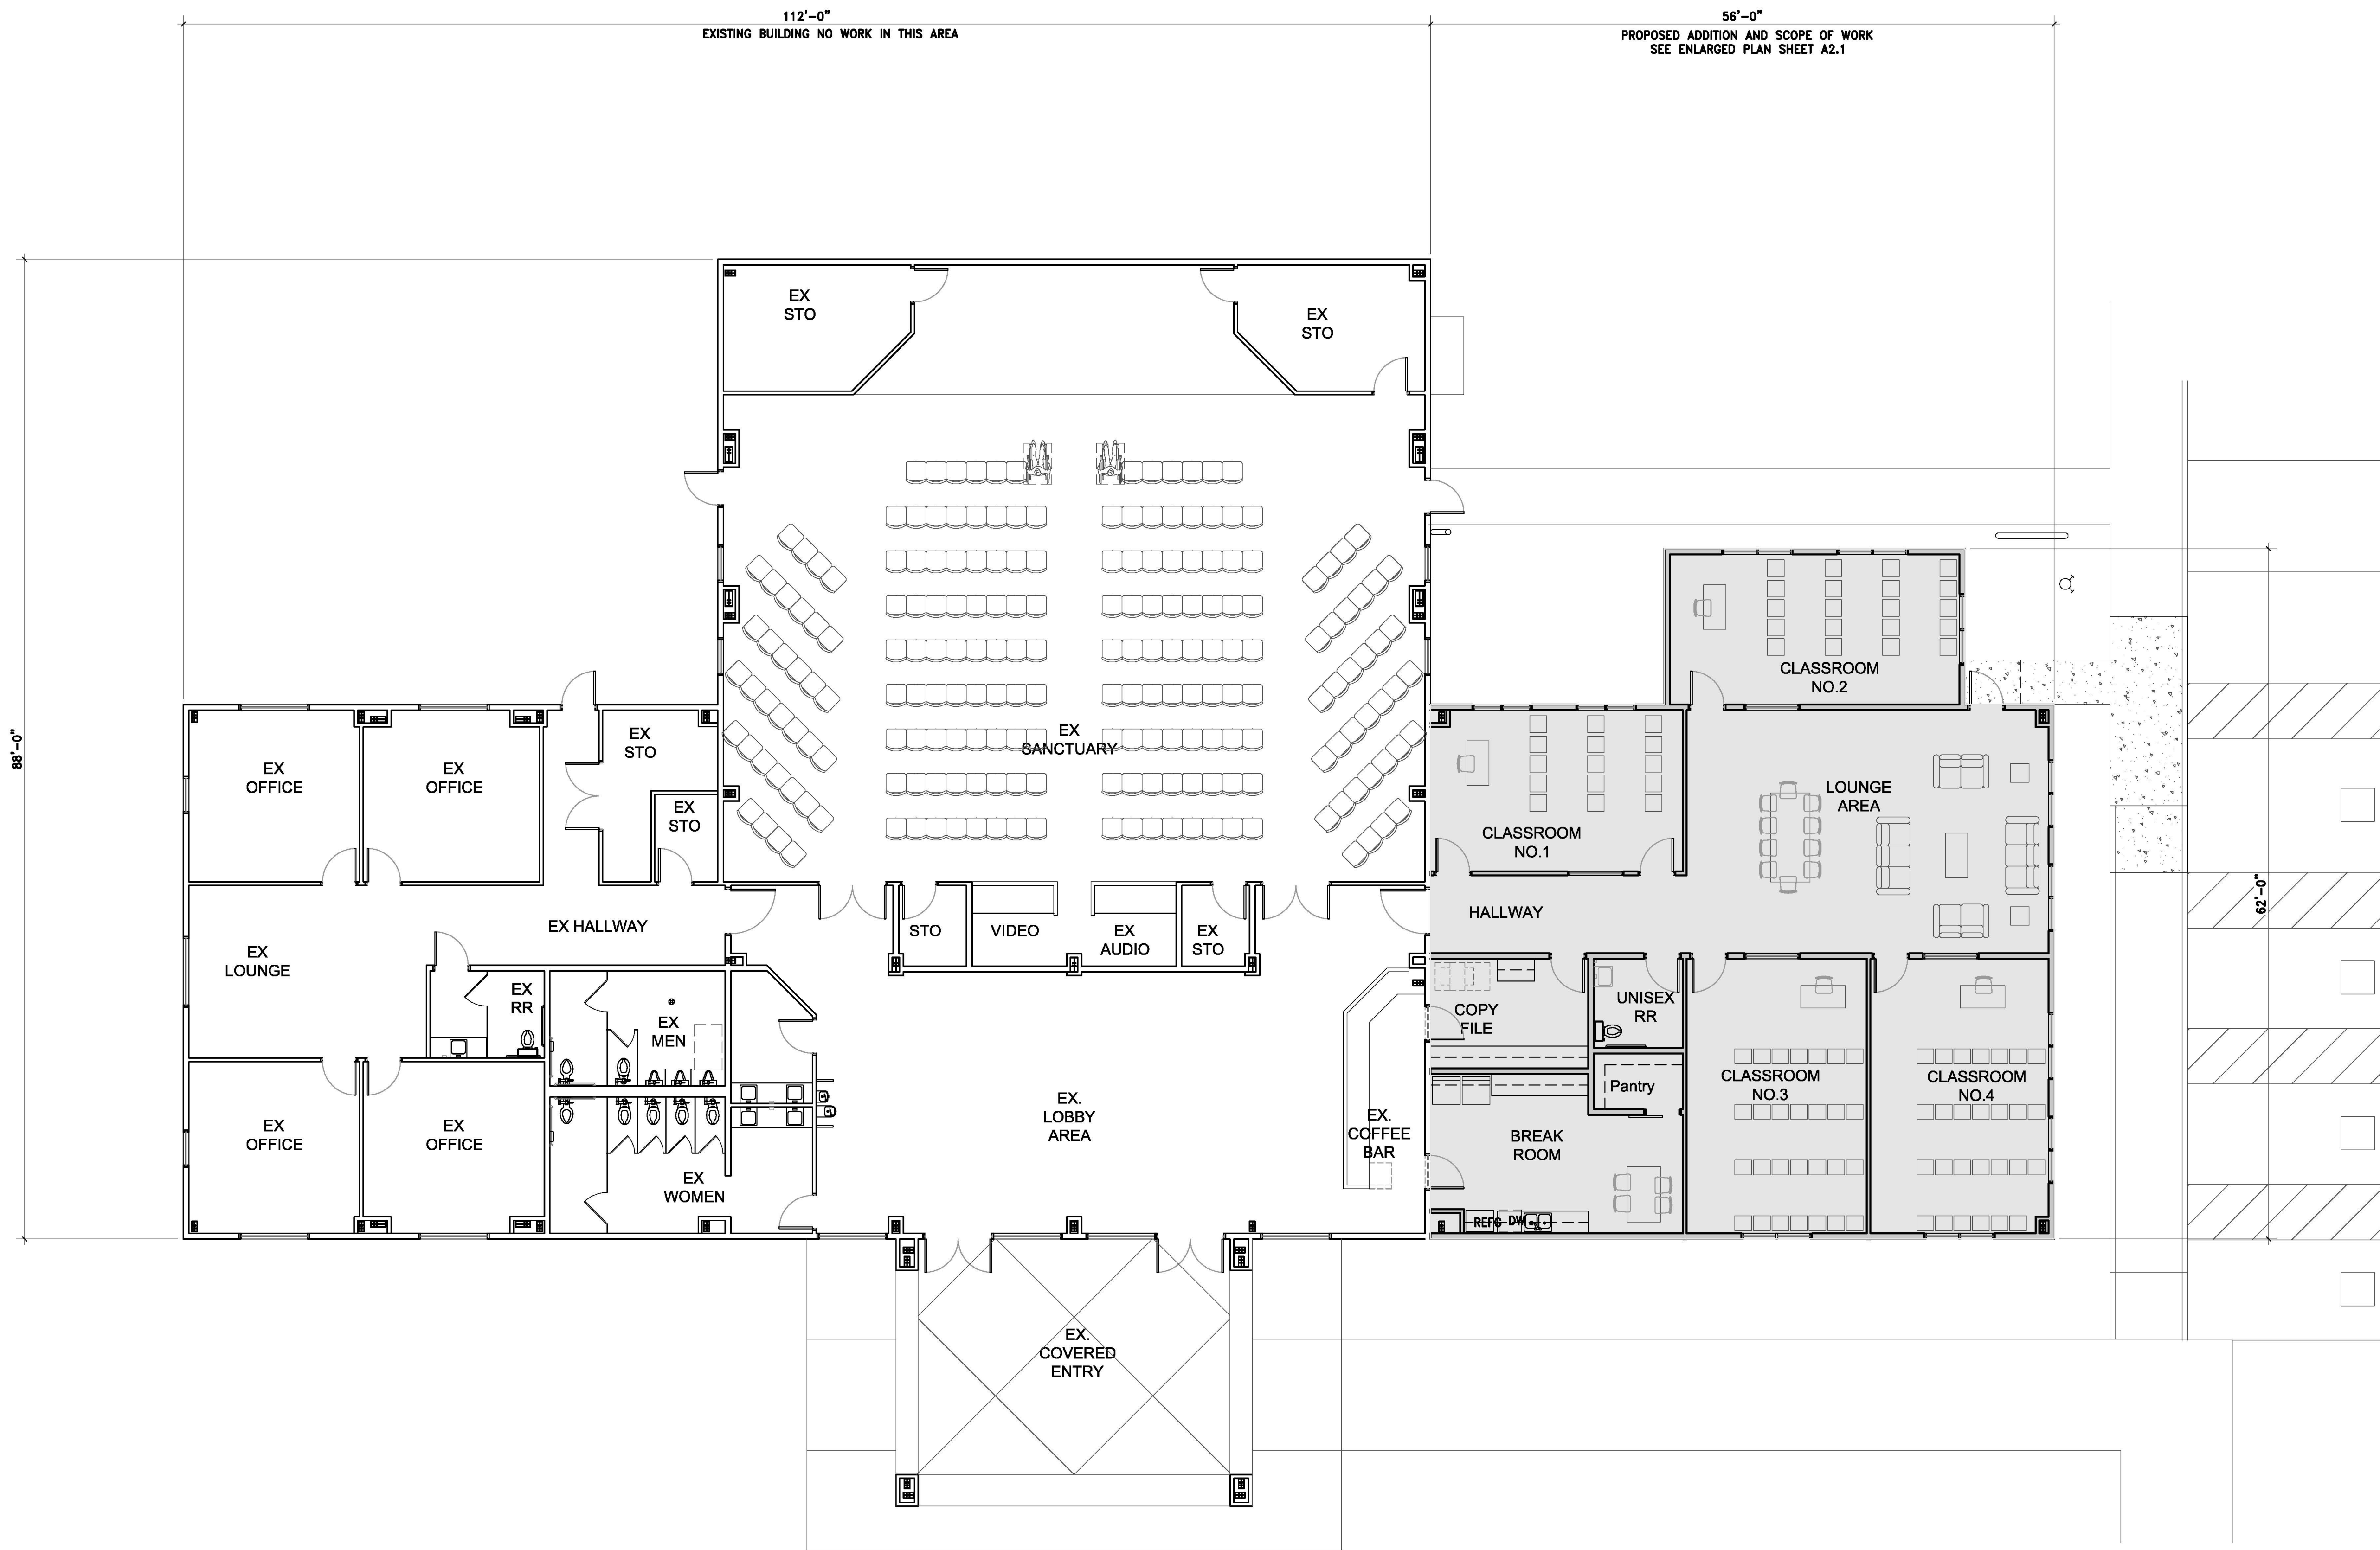 112'-0"
EXISTING BUILDING NO WORK IN THIS AREA
56'-0"
PROPOSED ADDITION AND SCOPE OF WORK
SEE ENLARGED PLAN SHEET A2.1
88'-0"
62'-0"
EX
STO
EX
STO
EX
SANCTUARY
CLASSROOM
NO.2
EX
OFFICE
EX
OFFICE
EX
STO
EX
STO
CLASSROOM
NO.1
LOUNGE
AREA
EX HALLWAY
STO
VIDEO
EX
AUDIO
EX
STO
HALLWAY
EX
LOUNGE
EX
RR
EX
MEN
COPY
FILE
UNISEX
RR
Pantry
CLASSROOM
NO.3
CLASSROOM
NO.4
EX
OFFICE
EX
OFFICE
EX
WOMEN
EX.
LOBBY
AREA
EX.
COFFEE
BAR
BREAK
ROOM
REFG DW
EX.
COVERED
ENTRY